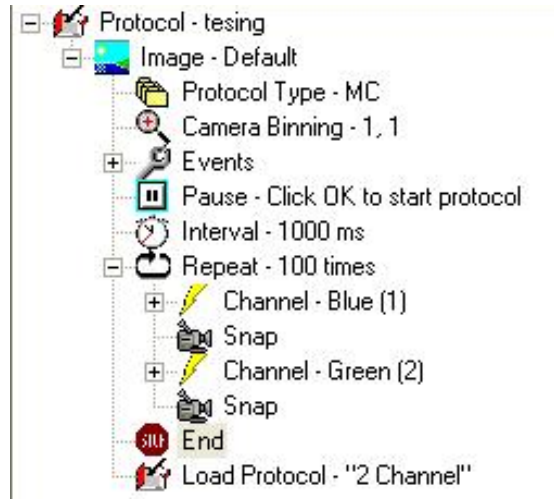 Protocol - tesing
Image - Default
Protocol Type - MC
Camera Binning - 1, 1
Events
Pause - Click OK to start protocol
Interval - 1000 ms
Repeat - 100 times
Channel - Blue (1)
Snap
Channel - Green (2)
Snap
End
Load Protocol - "2 Channel"